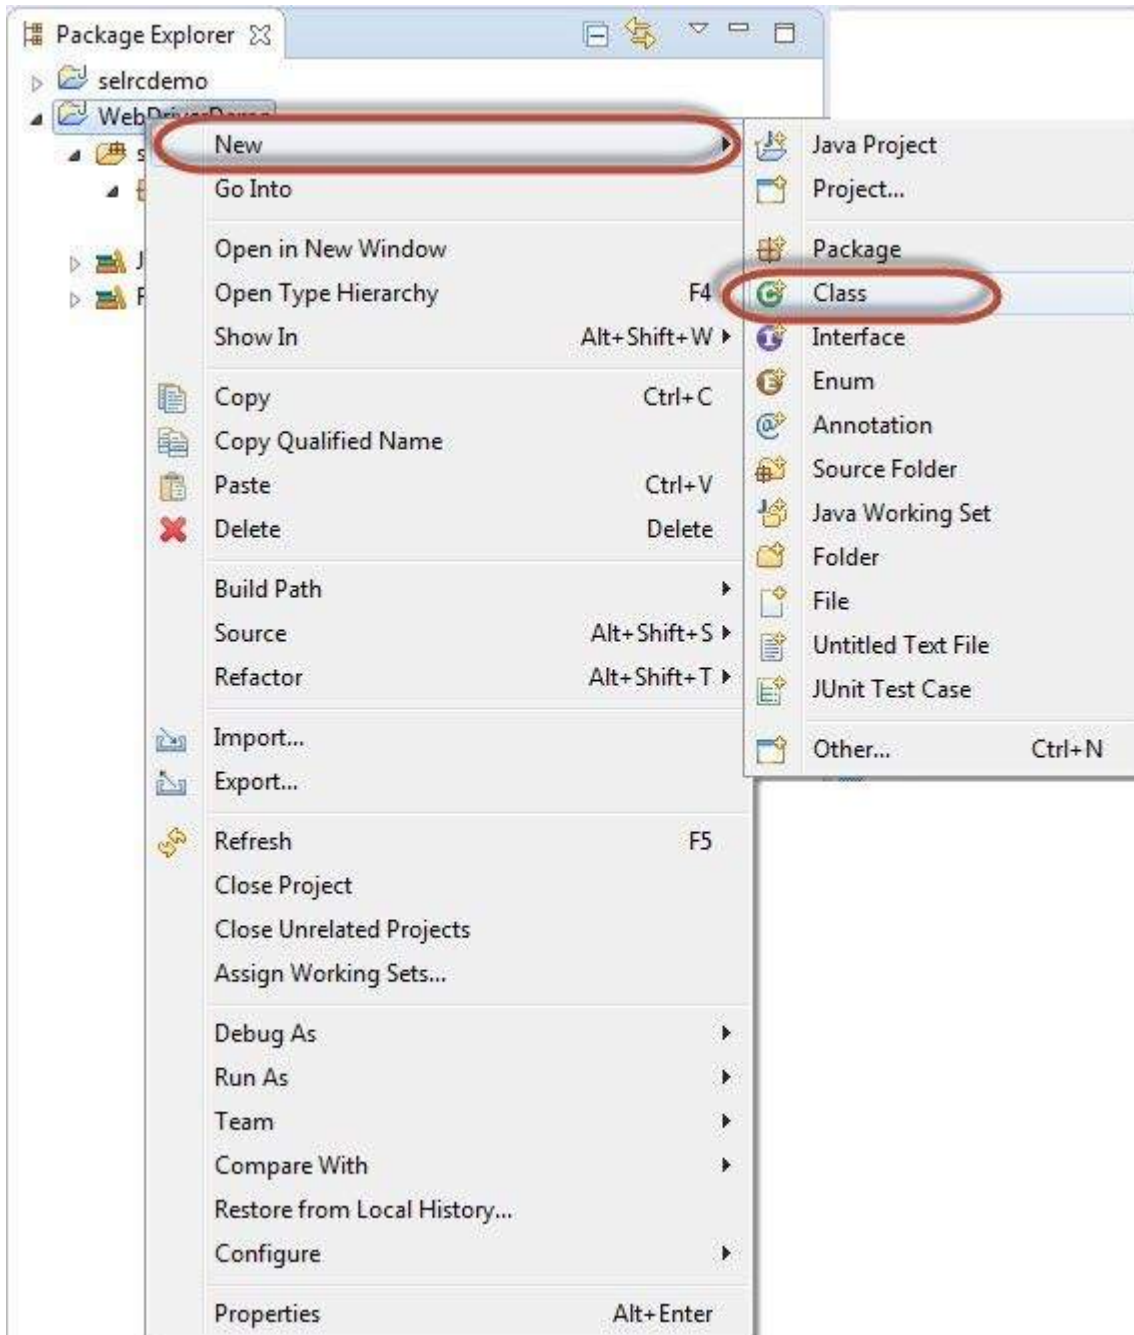 Package Explorer
selrcdemo
WebDriverDemo
New
Go Into
Open in New Window
Open Type Hierarchy F4
Show In Alt+Shift+W
Copy Ctrl+C
Copy Qualified Name
Paste Ctrl+V
Delete Delete
Build Path
Source Alt+Shift+S
Refactor Alt+Shift+T
Import...
Export...
Refresh F5
Close Project
Close Unrelated Projects
Assign Working Sets...
Debug As
Run As
Team
Compare With
Restore from Local History...
Configure
Properties Alt+Enter
Java Project
Project...
Package
Class
Interface
Enum
Annotation
Source Folder
Java Working Set
Folder
File
Untitled Text File
JUnit Test Case
Other... Ctrl+N